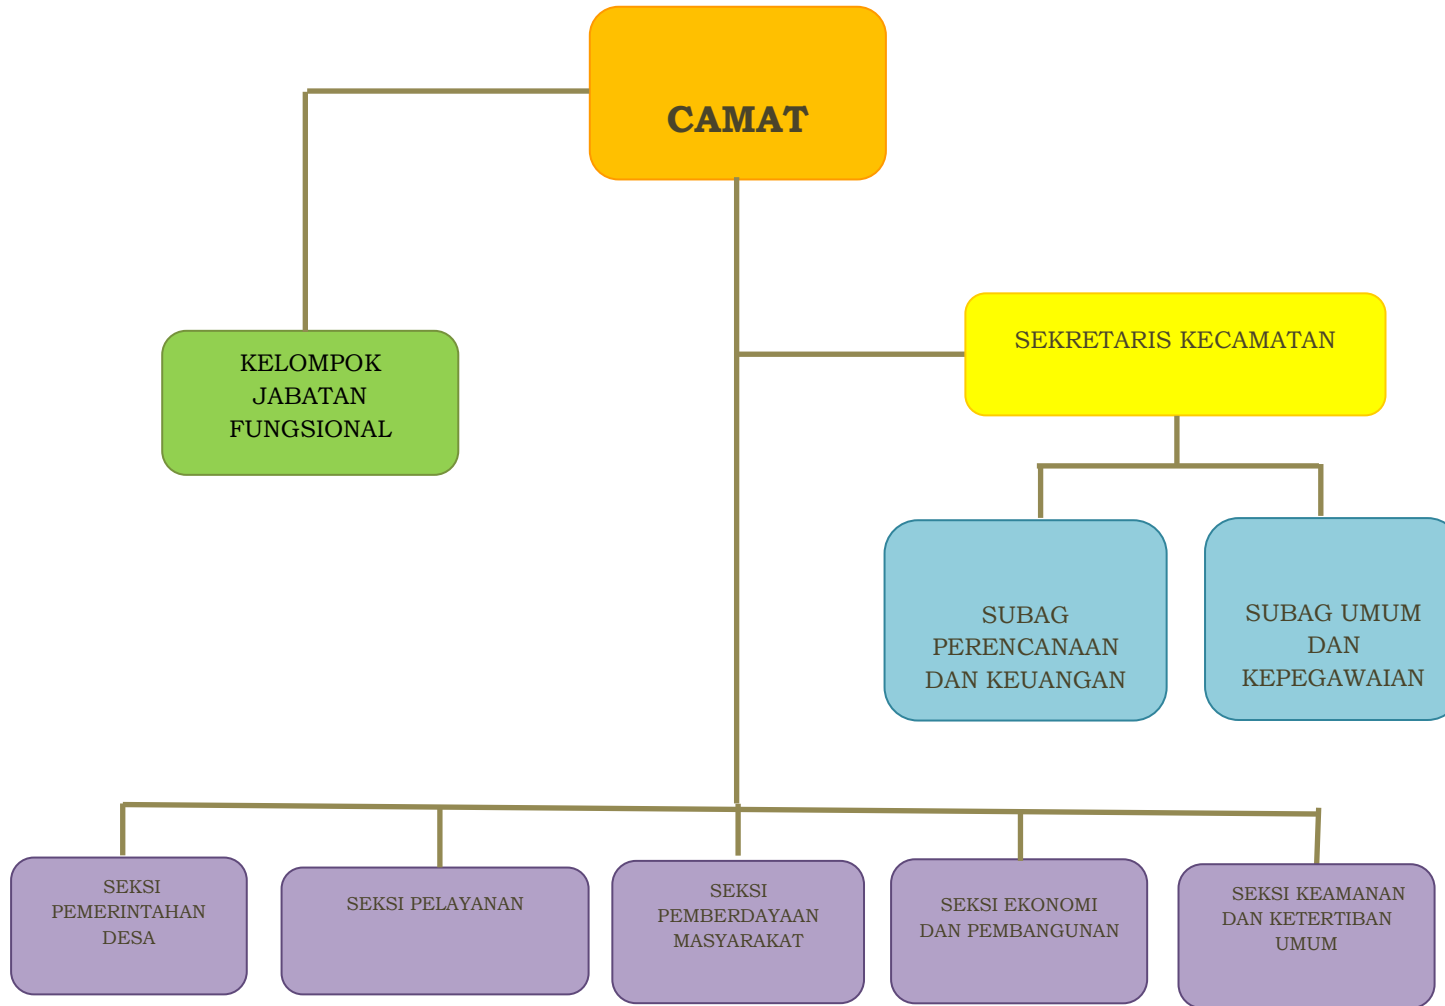 CAMAT
SEKRETARIS KECAMATAN
KELOMPOK
JABATAN
FUNGSIONAL
SUBAG
PERENCANAAN
DAN KEUANGAN
SUBAG UMUM
DAN
KEPEGAWAIAN
SEKSI
PEMERINTAHAN
DESA
SEKSI PELAYANAN
SEKSI
PEMBERDAYAAN
MASYARAKAT
SEKSI EKONOMI
DAN PEMBANGUNAN
SEKSI KEAMANAN
DAN KETERTIBAN
UMUM